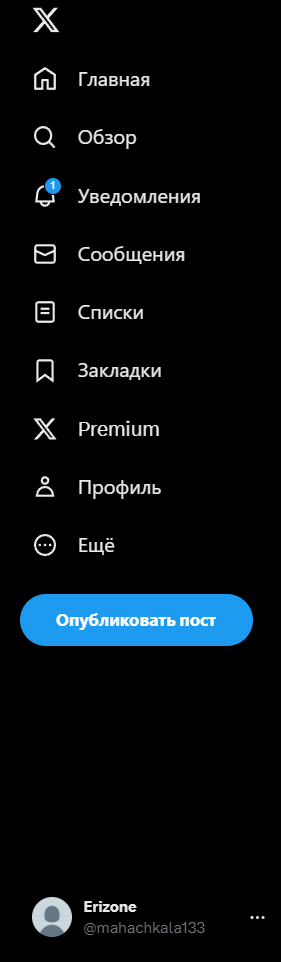 Главная
Обзор
1
Уведомления
Сообщения
Списки
Закладки
Premium
Профиль
Ещё
Опубликовать пост
Erizone
@mahachkala133